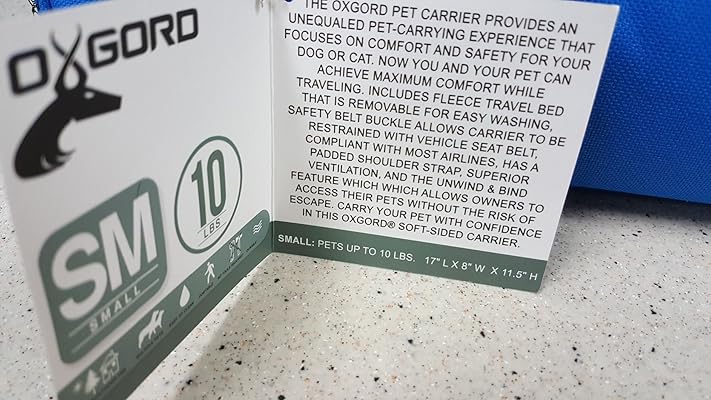 OXGORD
SM
SMALL
10
LBS.
THE OXGORD PET CARRIER PROVIDES AN
UNEQUALED PET-CARRYING EXPERIENCE THAT
FOCUSES ON COMFORT AND SAFETY FOR YOUR
DOG OR CAT. NOW YOU AND YOUR PET CAN
ACHIEVE MAXIMUM COMFORT WHILE
TRAVELING. INCLUDES FLEECE TRAVEL BED
THAT IS REMOVABLE FOR EASY WASHING,
SAFETY BELT BUCKLE ALLOWS CARRIER TO BE
RESTRAINED WITH VEHICLE SEAT BELT,
COMPLIANT WITH MOST AIRLINES, HAS A
PADDED SHOULDER STRAP, SUPERIOR
VENTILATION, AND THE UNWIND & BIND
FEATURE WHICH WHICH ALLOWS OWNERS TO
ACCESS THEIR PETS WITHOUT THE RISK OF
ESCAPE. CARRY YOUR PET WITH CONFIDENCE
IN THIS OXGORD® SOFT-SIDED CARRIER.
SMALL: PETS UP TO 10 LBS. 17" L X 8" W X 11.5" H